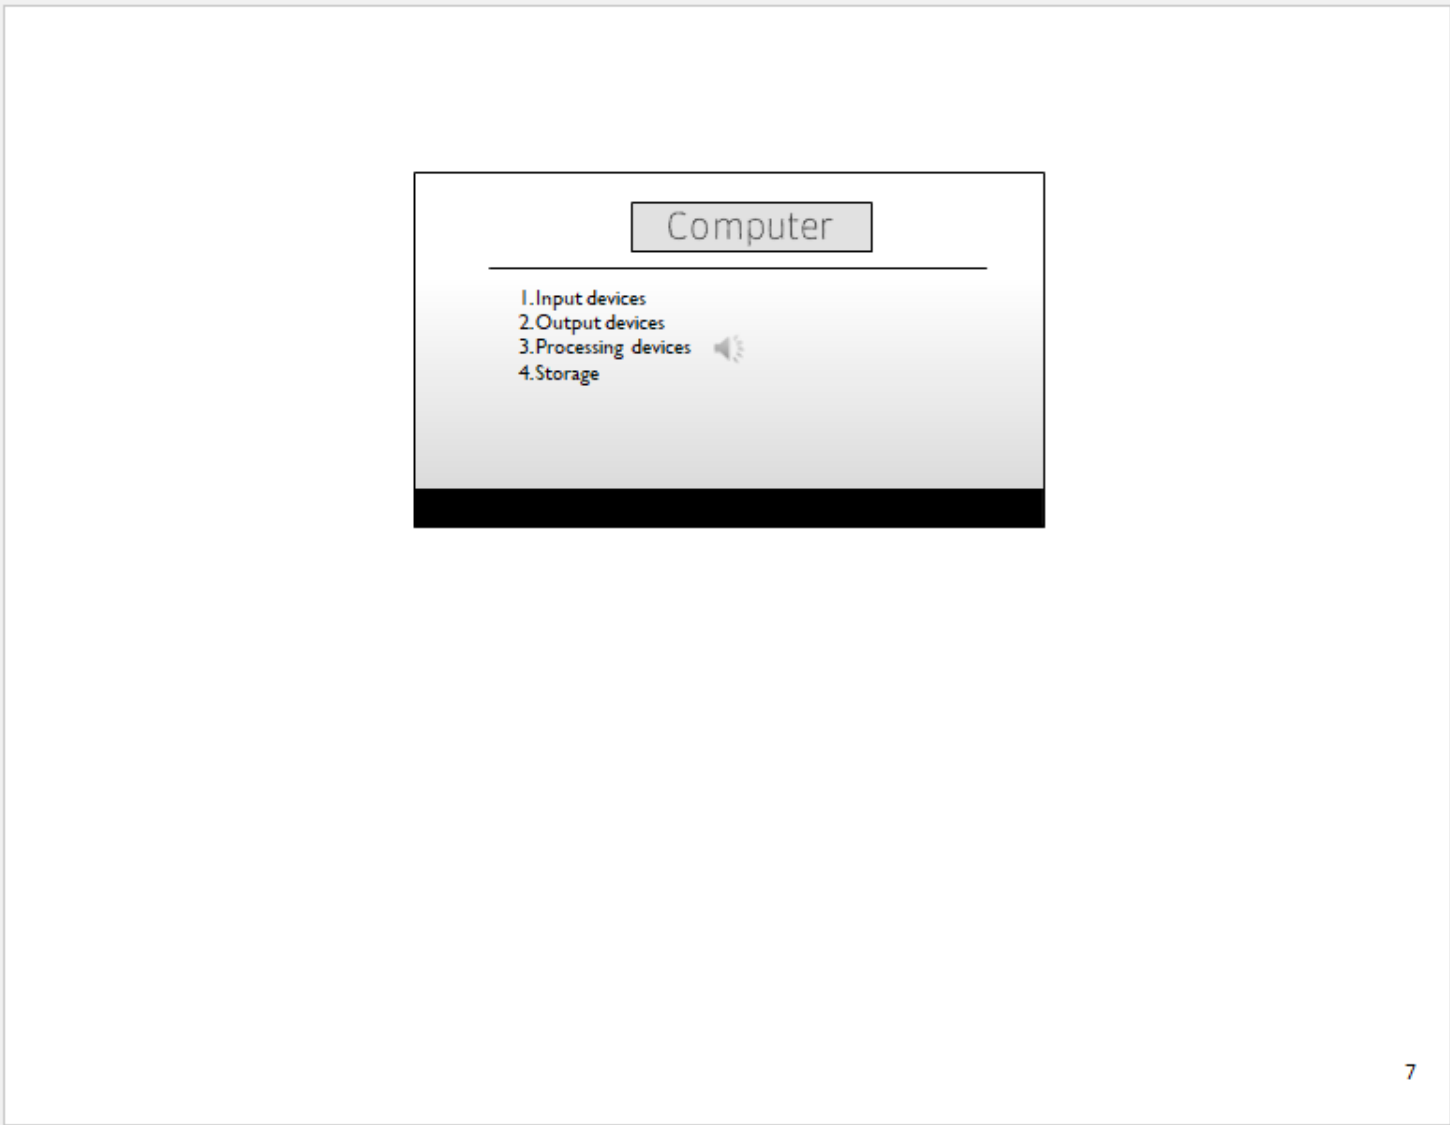 Computer
1.Input devices
2.Output devices
3.Processing devices
4.Storage
7